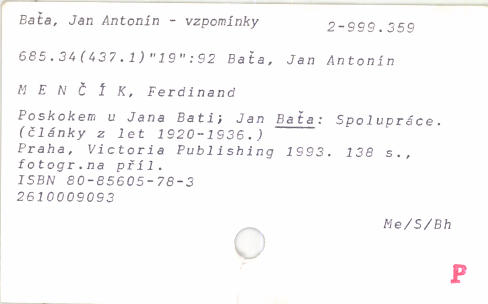 Baťa, Jan Antonín - vzpomínky
2-999.359
685.34(437.1)"19":92 Baťa, Jan Antonín
M E N Č Í K, Ferdinand
Poskokem u Jana Bati; Jan Baťa: Spolupráce.
(články z let 1920-1936.)
Praha, Victoria Publishing 1993. 138 s.,
fotogr.na příl.
ISBN 80-85605-78-3
2610009093
Me/S/Bh
P